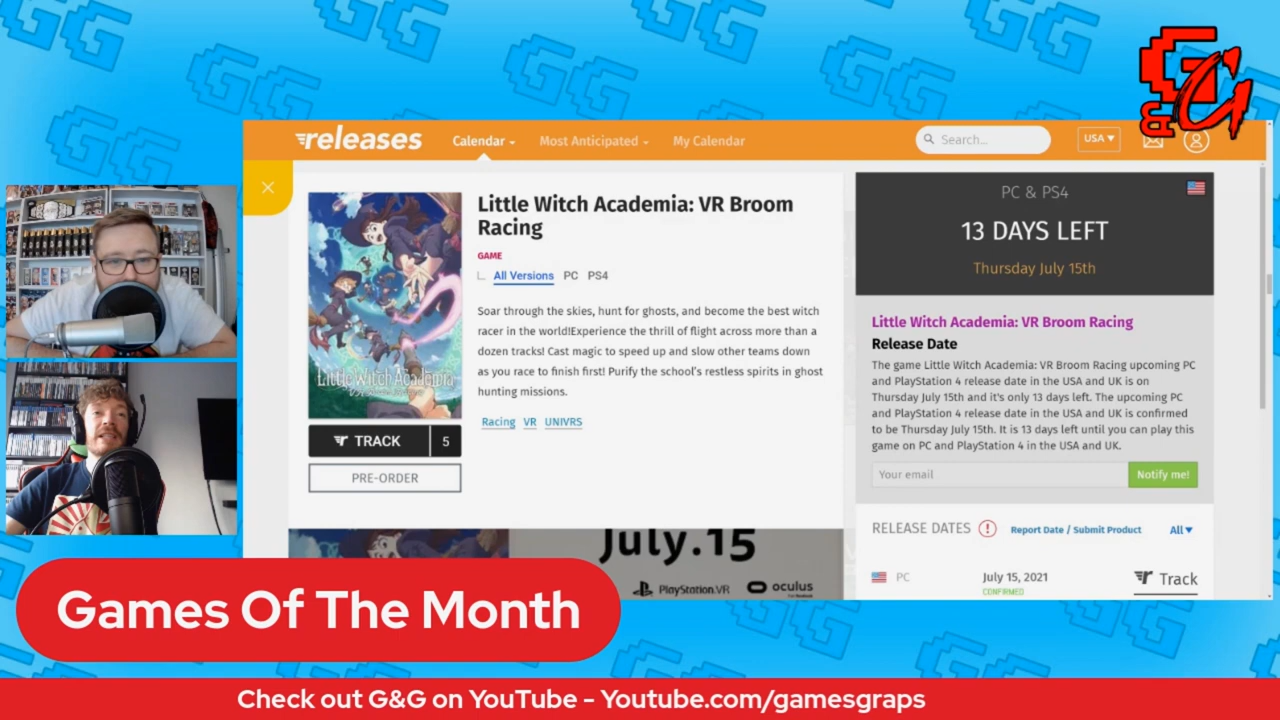 G&G
releases
Calendar
Most Anticipated
My Calendar
Search...
USA
Little Witch Academia: VR Broom
Racing
GAME
All Versions PC PS4
Soar through the skies, hunt for ghosts, and become the best witch
racer in the world!Experience the thrill of flight across more than a
dozen tracks! Cast magic to speed up and slow other teams down
as you race to finish first! Purify the school's restless spirits in ghost
hunting missions.
Racing VR UNIVRS
Little Witch Academia
TRACK 5
PRE-ORDER
July.15
PlayStation.VR oculus
PC & PS4
13 DAYS LEFT
Thursday July 15th
Little Witch Academia: VR Broom Racing
Release Date
The game Little Witch Academia: VR Broom Racing upcoming PC
and PlayStation 4 release date in the USA and UK is on
Thursday July 15th and it's only 13 days left. The upcoming PC
and PlayStation 4 release date in the USA and UK is confirmed
to be Thursday July 15th. It is 13 days left until you can play this
game on PC and PlayStation 4 in the USA and UK.
Your email Notify me!
RELEASE DATES Report Date / Submit Product All
PC July 15, 2021 Track
CONFIRMED
Games Of The Month
Check out G&G on YouTube - Youtube.com/gamesgraps